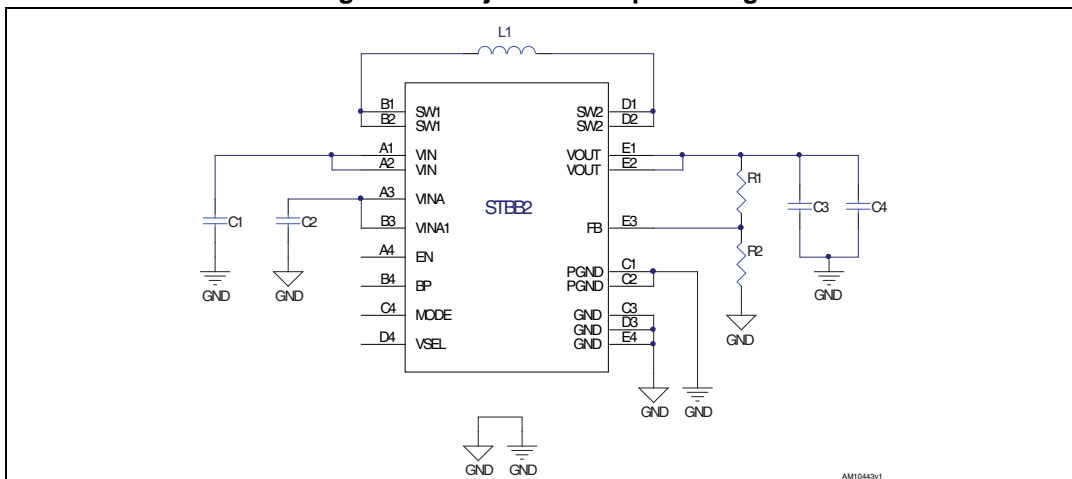 L1
B1 SW1 SW2 D1
B2 SW1 SW2 D2
A1 VIN VOUT E1
A2 VIN VOUT E2
A3 VINA
R1
STBB2
C1 C2 B3 VINA1 FB E3 C3 C4
A4 EN
R2
PGND C1
B4 BP PGND C2
GND GND GND
C4 MODE GND C3
GND D3
D4 VSEL GND E4
GND
GND GND
GND GND
AM10443v1